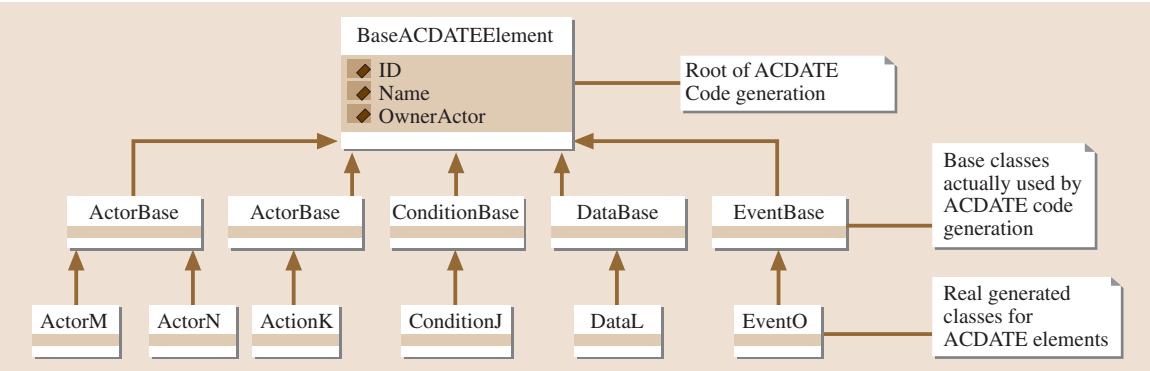 BaseACDATEElement
ID
Name
OwnerActor
Root of ACDATE
Code generation
Base classes
actually used by
ACDATE code
generation
ActorBase
ActorBase
ConditionBase
DataBase
EventBase
Real generated
classes for
ACDATE elements
ActorM
ActorN
ActionK
ConditionJ
DataL
EventO